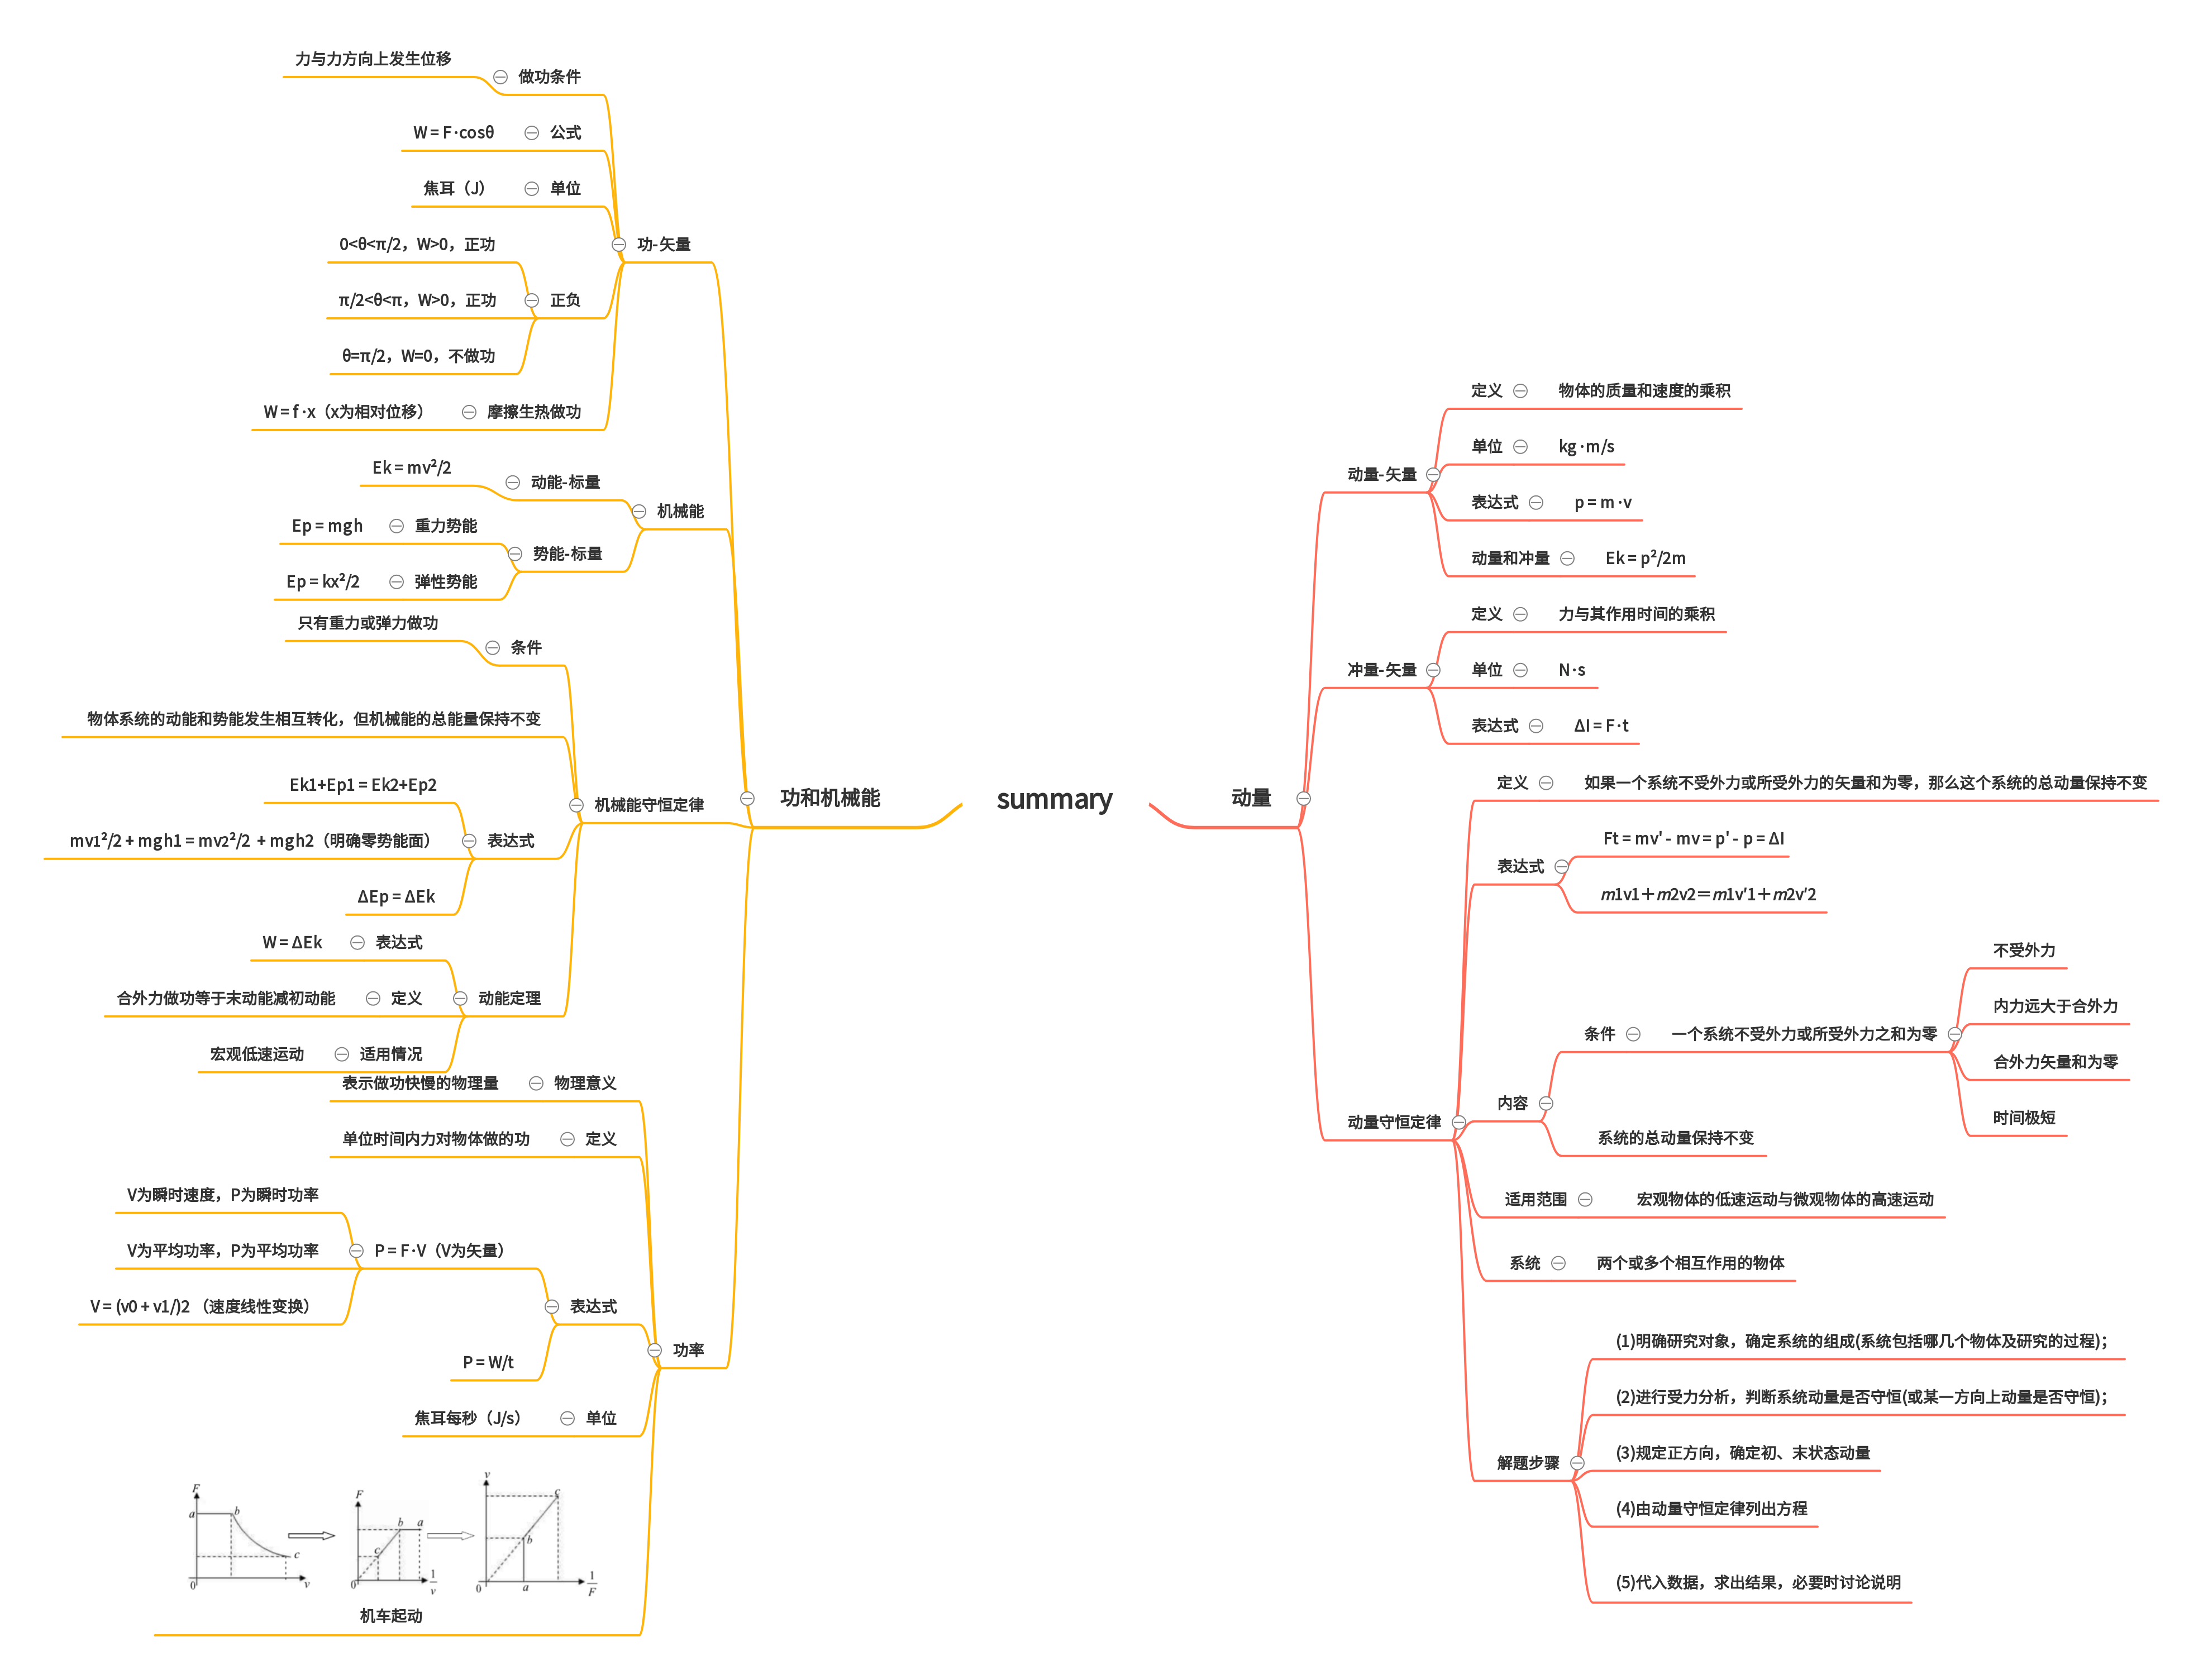 summary
功和机械能
功-矢量
做功条件
力与力方向上发生位移
公式
W = F·cosθ
单位
焦耳（J）
正负
0<θ<π/2，W>0，正功
π/2<θ<π，W>0，正功
θ=π/2，W=0，不做功
摩擦生热做功
W = f·x（x为相对位移）
机械能
动能-标量
Ek = mv²/2
势能-标量
重力势能
Ep = mgh
弹性势能
Ep = kx²/2
机械能守恒定律
条件
只有重力或弹力做功
物体系统的动能和势能发生相互转化，但机械能的总能量保持不变
表达式
Ek1+Ep1 = Ek2+Ep2
mv1²/2 + mgh1 = mv2²/2 + mgh2（明确零势能面）
ΔEp = ΔEk
动能定理
表达式
W = ΔEk
定义
合外力做功等于末动能减初动能
适用情况
宏观低速运动
功率
物理意义
表示做功快慢的物理量
定义
单位时间内力对物体做的功
表达式
P = F·V（V为矢量）
V为瞬时速度，P为瞬时功率
V为平均功率，P为平均功率
V = (v0 + v1/)2 （速度线性变换）
P = W/t
单位
焦耳每秒（J/s）
F
a
b
c
0
v
F
b
a
c
0
1
v
v
c
b
0
a
1
F
机车起动
动量
动量-矢量
定义
物体的质量和速度的乘积
单位
kg·m/s
表达式
p = m·v
动量和冲量
Ek = p²/2m
冲量-矢量
定义
力与其作用时间的乘积
单位
N·s
表达式
ΔI = F·t
动量守恒定律
定义
如果一个系统不受外力或所受外力的矢量和为零，那么这个系统的总动量保持不变
表达式
Ft = mv' - mv = p' - p = ΔI
m1v1＋m2v2＝m1v′1＋m2v′2
内容
条件
一个系统不受外力或所受外力之和为零
不受外力
内力远大于合外力
合外力矢量和为零
时间极短
系统的总动量保持不变
适用范围
宏观物体的低速运动与微观物体的高速运动
系统
两个或多个相互作用的物体
解题步骤
(1)明确研究对象，确定系统的组成(系统包括哪几个物体及研究的过程)；
(2)进行受力分析，判断系统动量是否守恒(或某一方向上动量是否守恒)；
(3)规定正方向，确定初、末状态动量
(4)由动量守恒定律列出方程
(5)代入数据，求出结果，必要时讨论说明